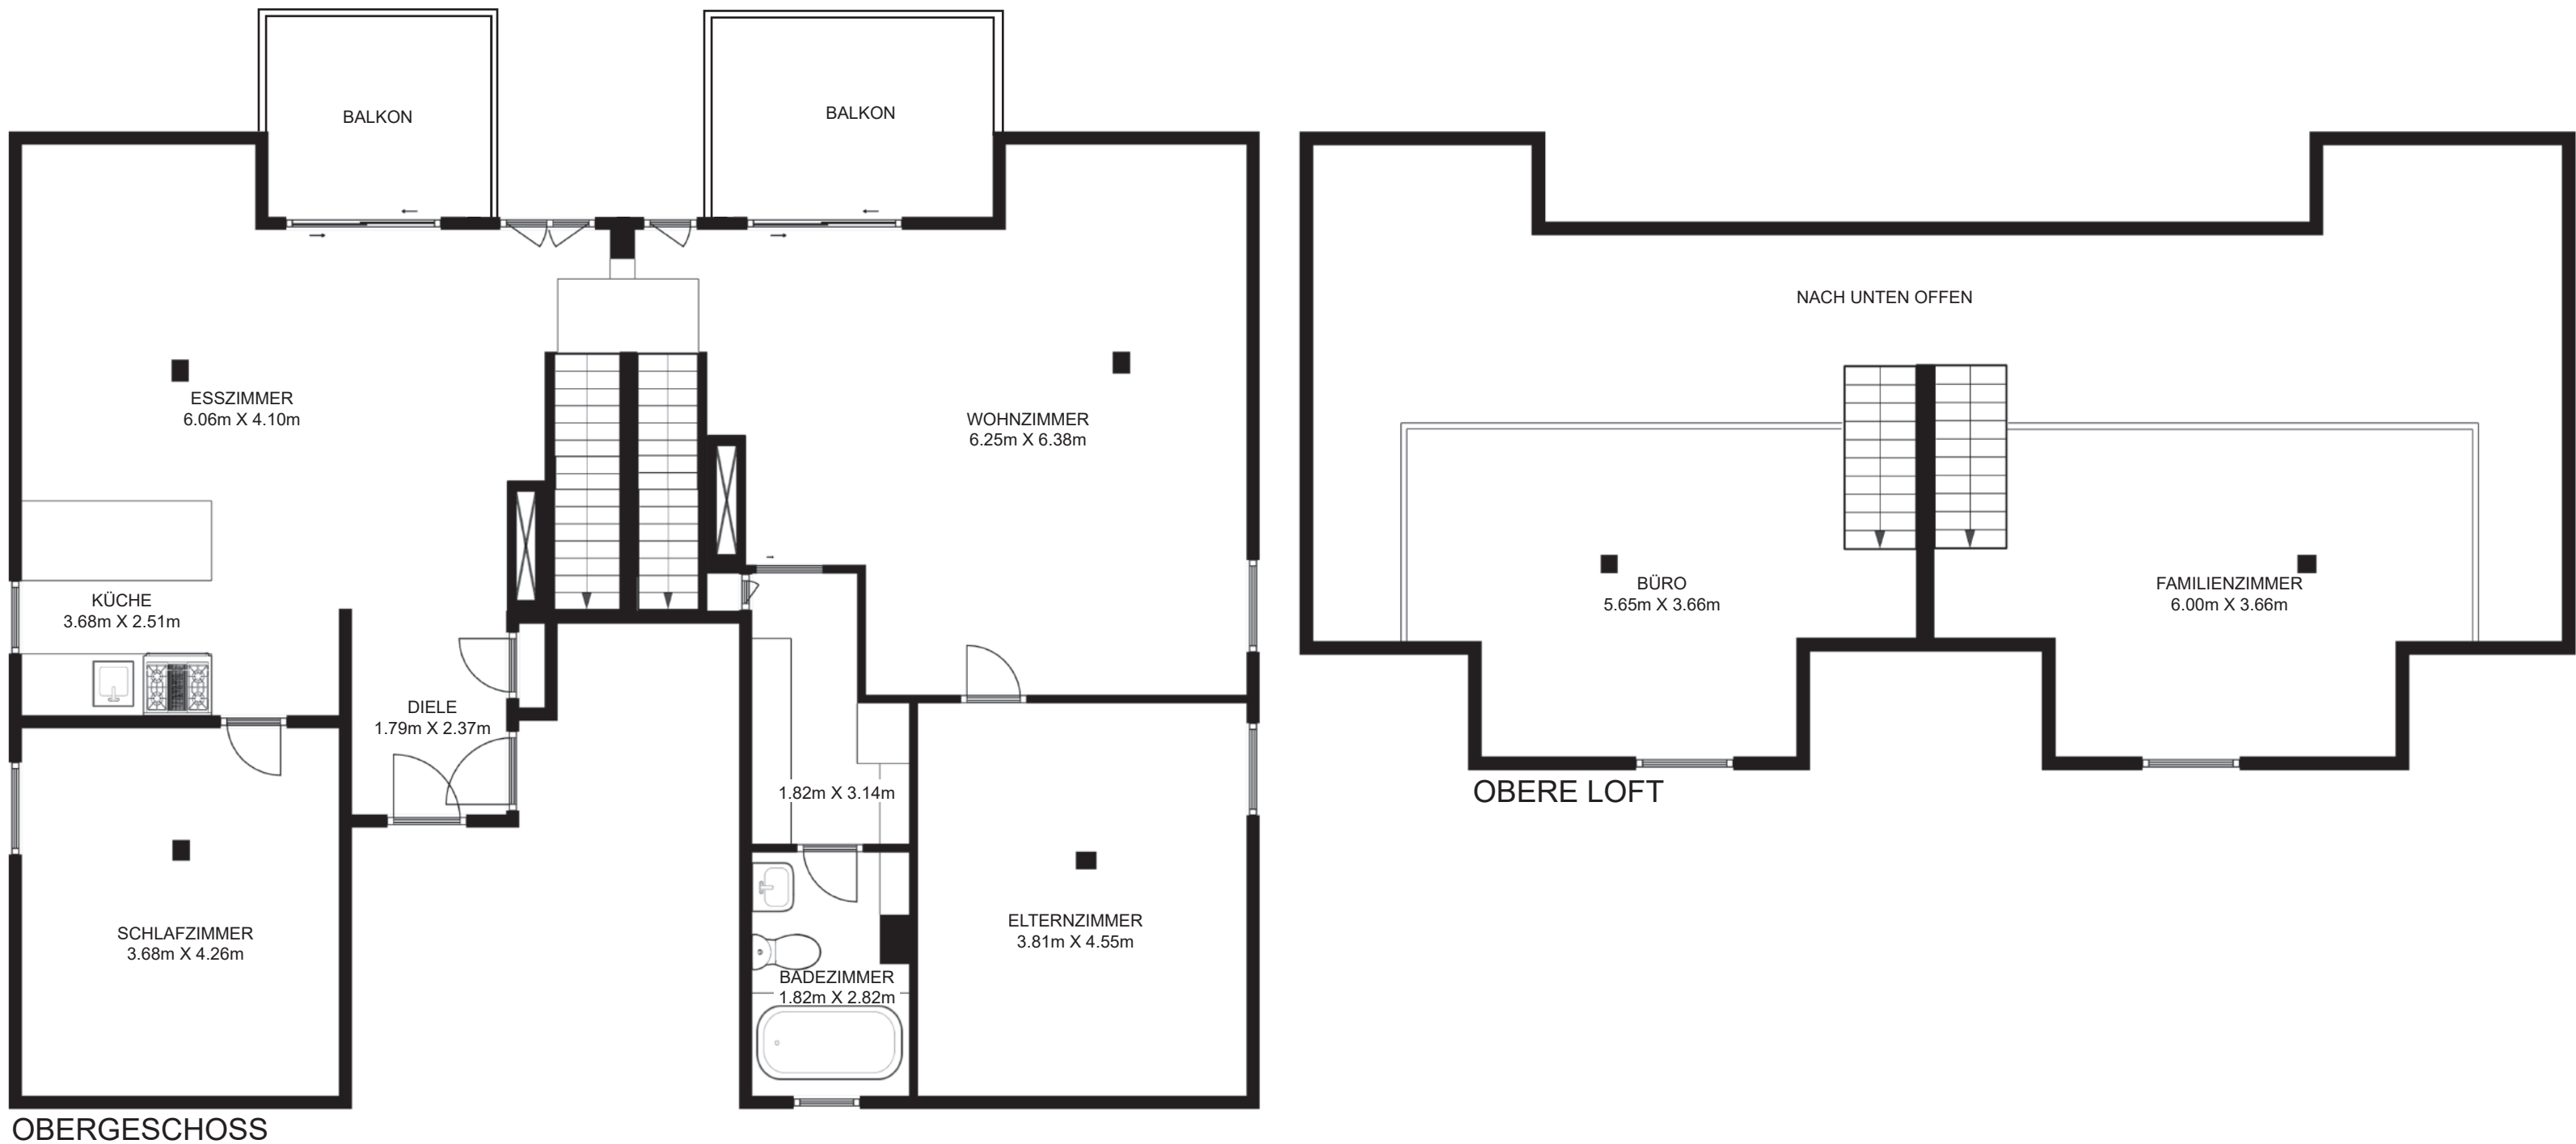 BALKON
BALKON
ESSZIMMER
6.06m X 4.10m
WOHNZIMMER
6.25m X 6.38m
KÜCHE
3.68m X 2.51m
DIELE
1.79m X 2.37m
1.82m X 3.14m
SCHLAFZIMMER
3.68m X 4.26m
BADEZIMMER
1.82m X 2.82m
ELTERNZIMMER
3.81m X 4.55m
OBERGESCHOSS
NACH UNTEN OFFEN
BÜRO
5.65m X 3.66m
FAMILIENZIMMER
6.00m X 3.66m
OBERE LOFT